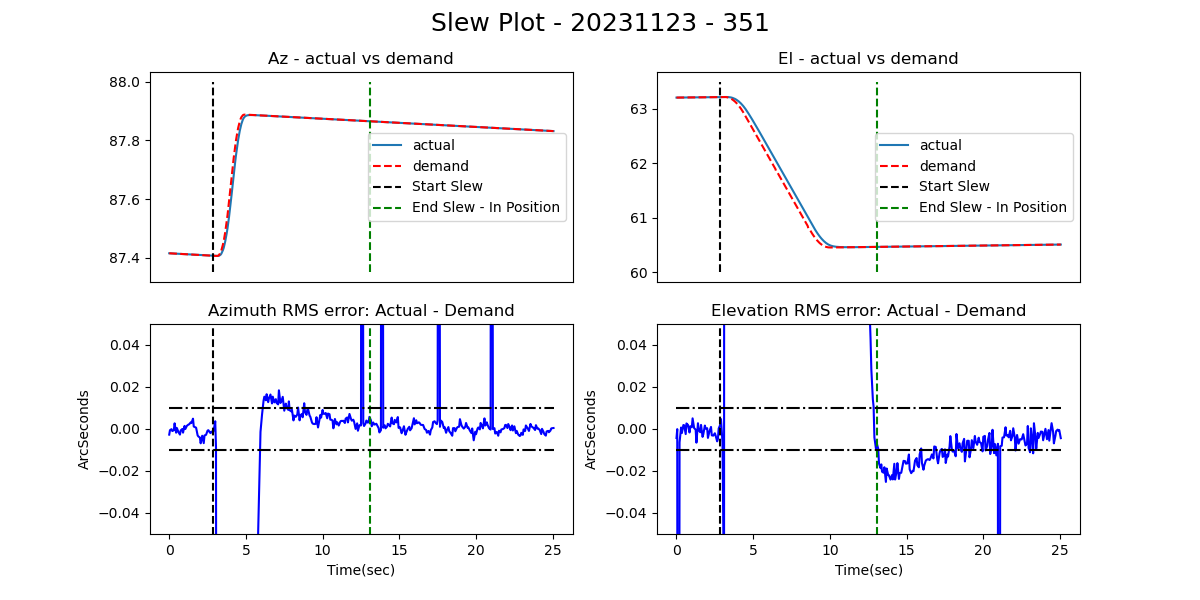 Slew Plot - 20231123 - 351
Az - actual vs demand
88.0
87.8
87.6
87.4
actual
demand
Start Slew
End Slew - In Position
El - actual vs demand
63
62
61
60
actual
demand
Start Slew
End Slew - In Position
Azimuth RMS error: Actual - Demand
ArcSeconds
0.04
0.02
0.00
−0.02
−0.04
0 5 10 15 20 25
Time(sec)
Elevation RMS error: Actual - Demand
ArcSeconds
0.04
0.02
0.00
−0.02
−0.04
0 5 10 15 20 25
Time(sec)